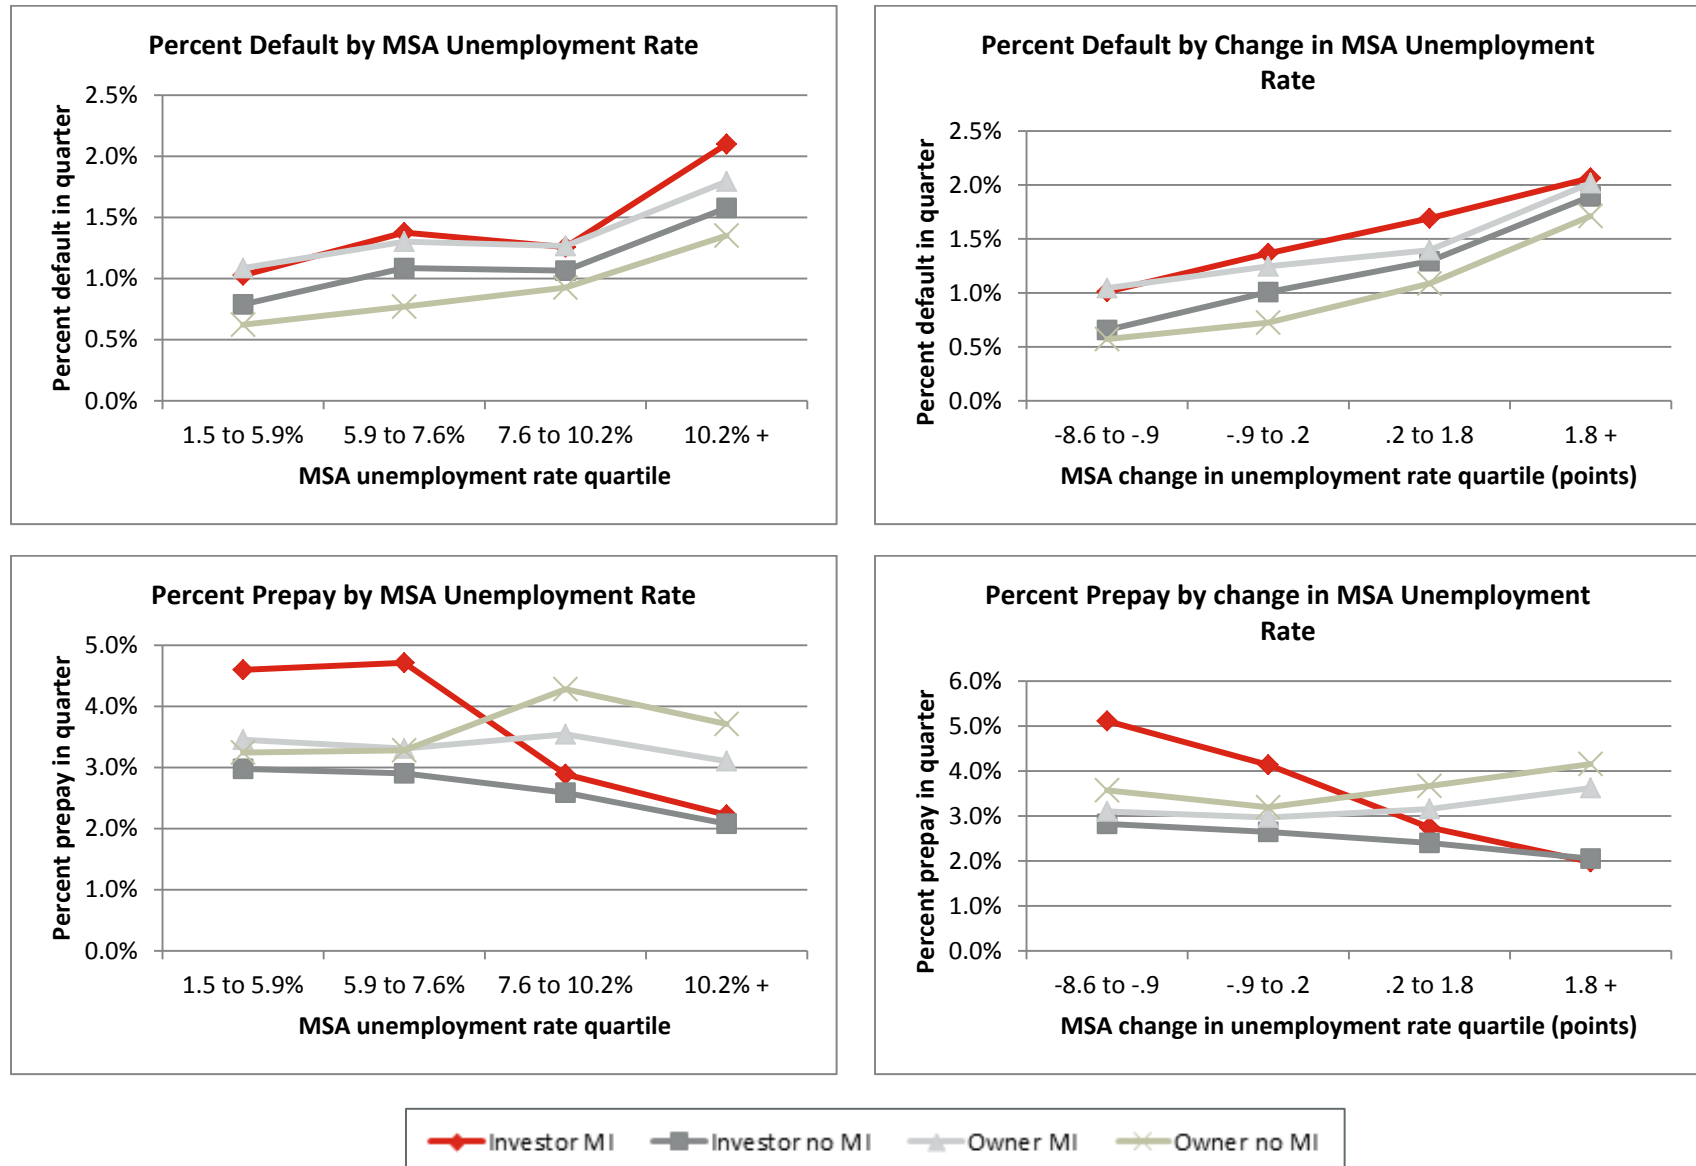 Percent Default by MSA Unemployment Rate
Percent default in quarter
2.5%
2.0%
1.5%
1.0%
0.5%
0.0%
1.5 to 5.9% 5.9 to 7.6% 7.6 to 10.2% 10.2% +
MSA unemployment rate quartile
Percent Default by Change in MSA Unemployment
Rate
Percent default in quarter
2.5%
2.0%
1.5%
1.0%
0.5%
0.0%
-8.6 to -.9 -.9 to .2 .2 to 1.8 1.8 +
MSA change in unemployment rate quartile (points)
Percent Prepay by MSA Unemployment Rate
Percent prepay in quarter
5.0%
4.0%
3.0%
2.0%
1.0%
0.0%
1.5 to 5.9% 5.9 to 7.6% 7.6 to 10.2% 10.2% +
MSA unemployment rate quartile
Percent Prepay by change in MSA Unemployment
Rate
Percent prepay in quarter
6.0%
5.0%
4.0%
3.0%
2.0%
1.0%
0.0%
-8.6 to -.9 -.9 to .2 .2 to 1.8 1.8 +
MSA change in unemployment rate quartile (points)
Investor MI Investor no MI Owner MI Owner no MI